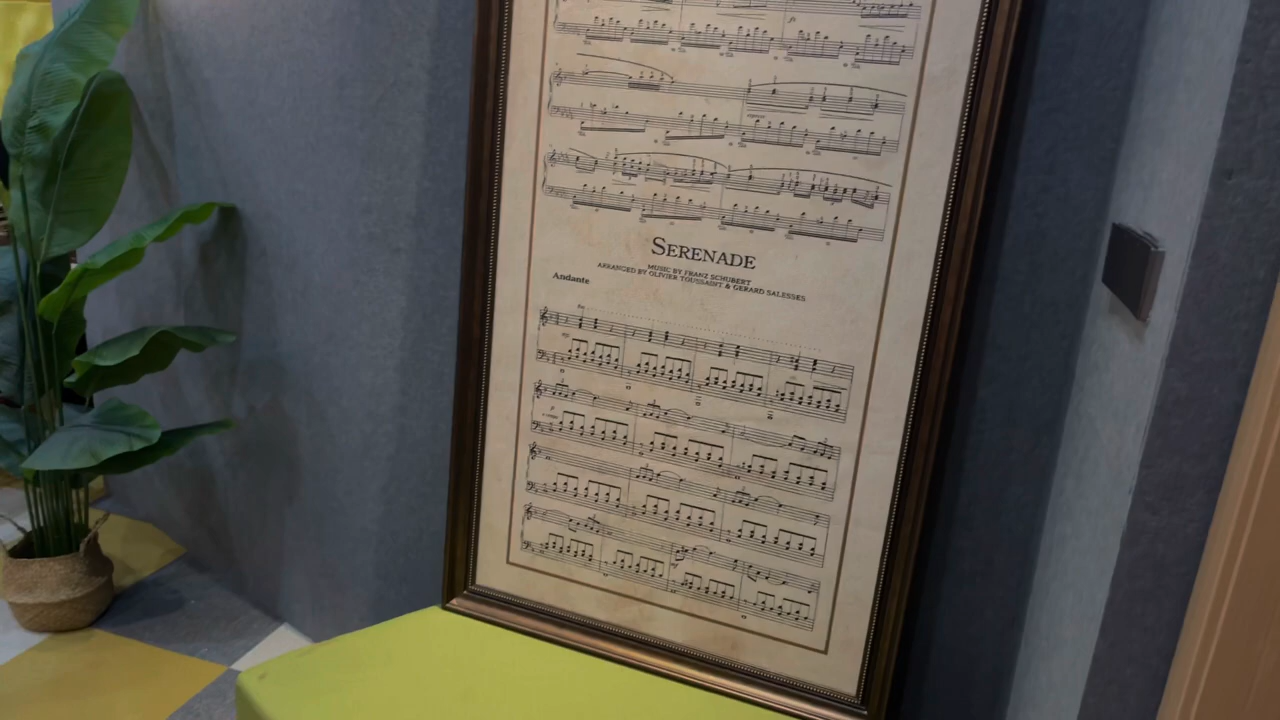 SERENADE
MUSIC BY FRANZ SCHUBERT
ARRANGED BY OLIVIER TOUSSAINT & GERARD SALESSES
Andante